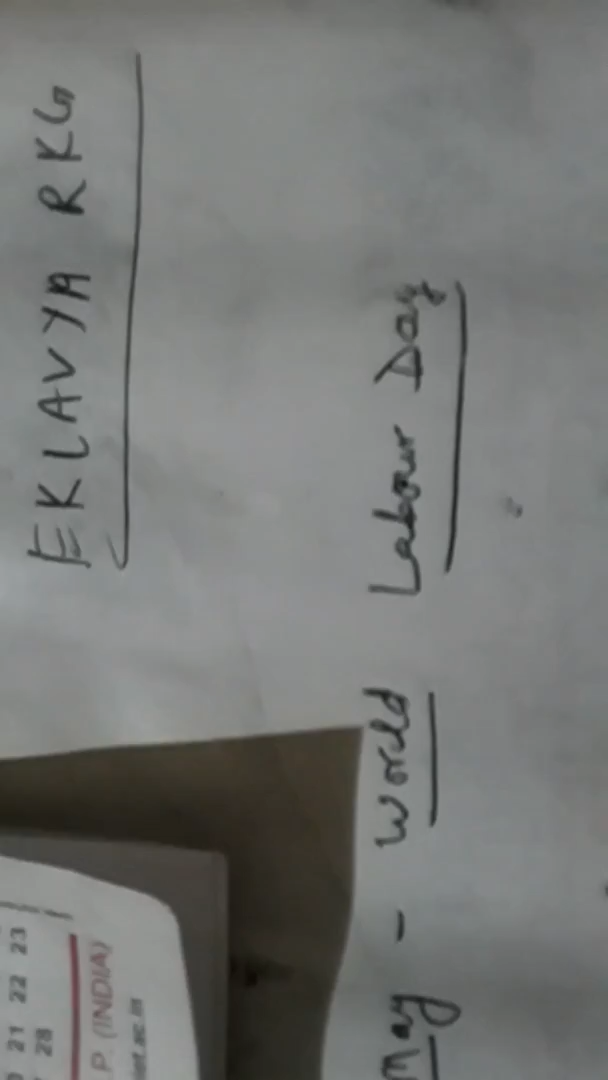 EKLAVYA RKG
May - World Labour Day
21 22 23
28
P. (INDIA)